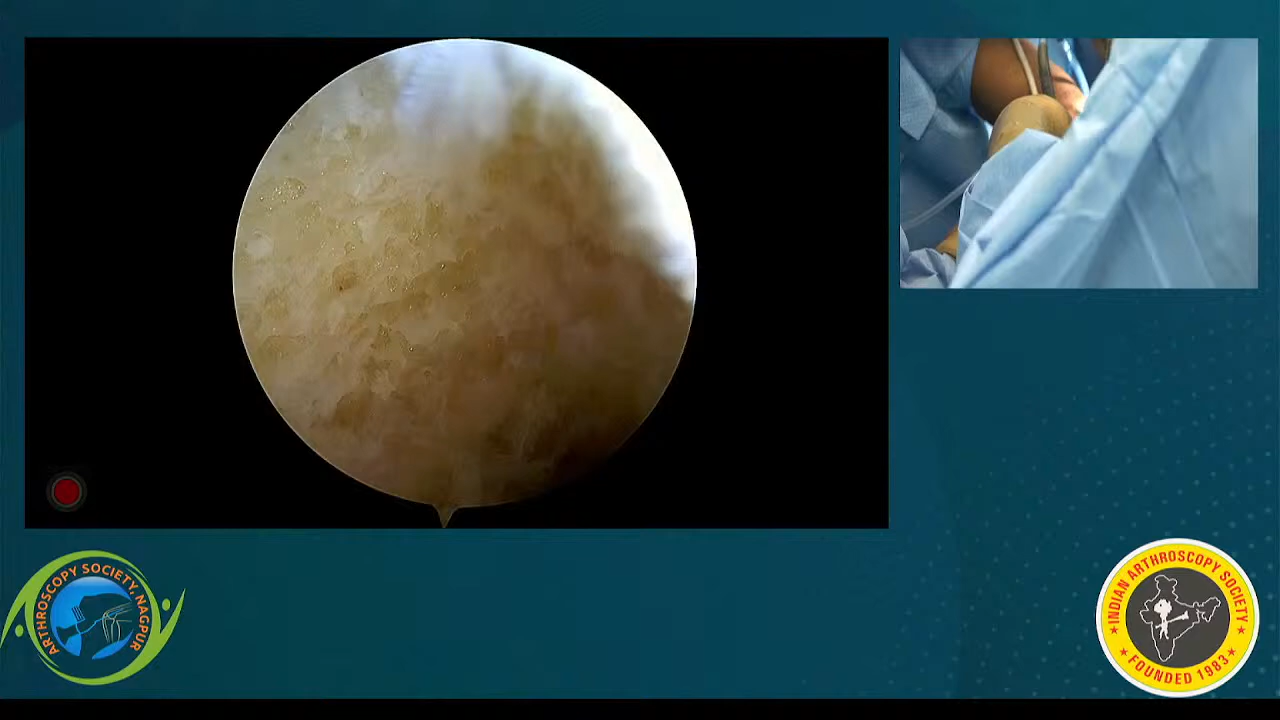 ARTHROSCOPY SOCIETY, NAGPUR
INDIAN ARTHROSCOPY SOCIETY
★ FOUNDED 1983 ★